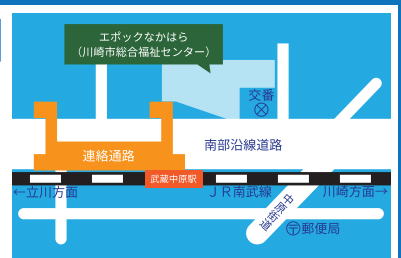 エポックなかはら
(川崎市総合福祉センター)
交番
南部沿線道路
連絡通路
武蔵中原駅
←立川方面
JR南武線
川崎方面→
中原街道
〒郵便局